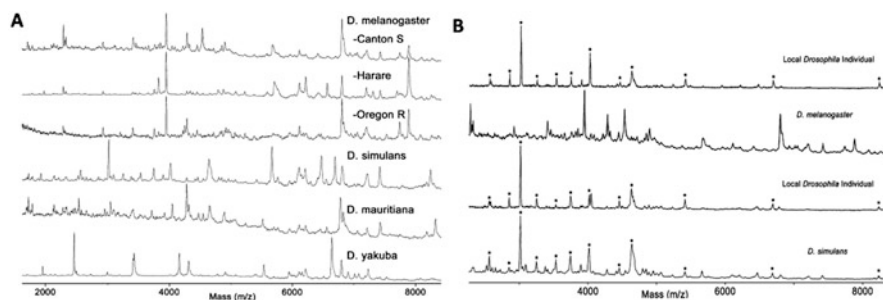 A
D. melanogaster
-Canton S
-Harare
-Oregon R
D. simulans
D. mauritiana
D. yakuba
2000 4000 6000 8000
Mass (m/z)
B
Local Drosophila Individual
D. melanogaster
Local Drosophila Individual
D. simulans
4000 6000 8000
Mass (m/z)